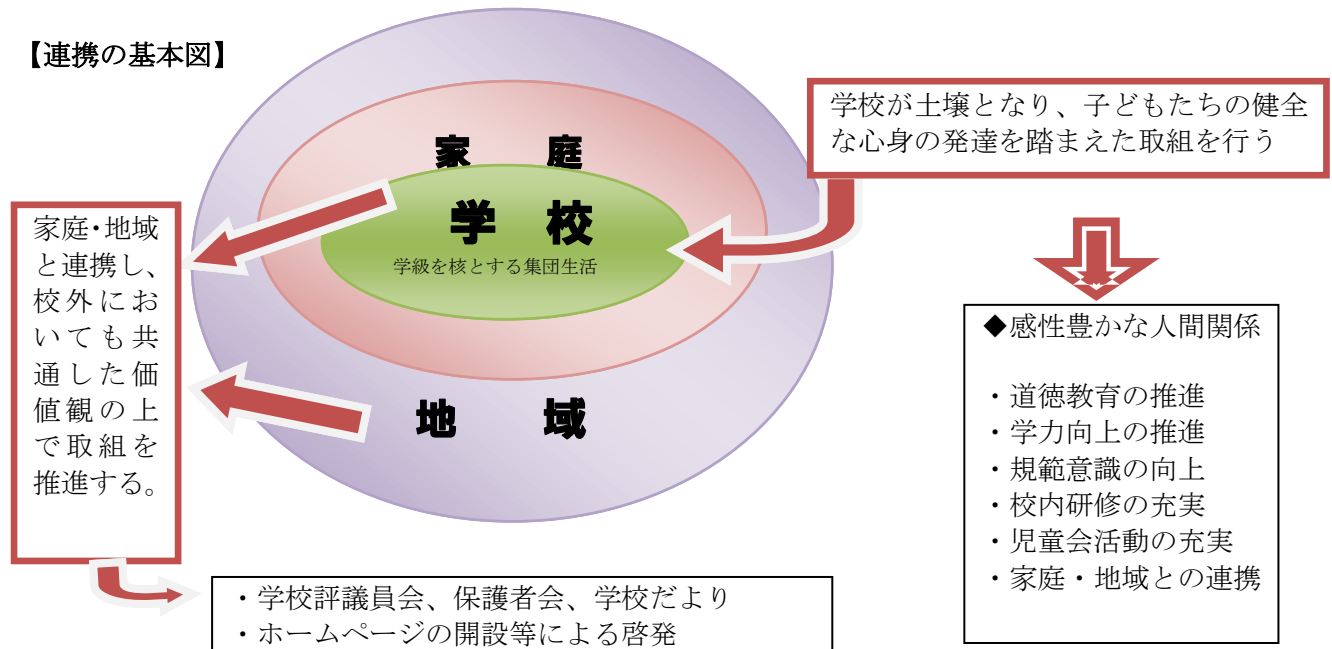 【連携の基本図】
学校が土壌となり、子どもたちの健全
な心身の発達を踏まえた取組を行う
家　庭
学　校
学級を核とする集団生活
地　域
家庭・地域
と連携し、
校外にお
いても共
通した価
値観の上
で取組を
推進する。
◆感性豊かな人間関係
・道徳教育の推進
・学力向上の推進
・規範意識の向上
・校内研修の充実
・児童会活動の充実
・家庭・地域との連携
・学校評議員会、保護者会、学校だより
・ホームページの開設等による啓発